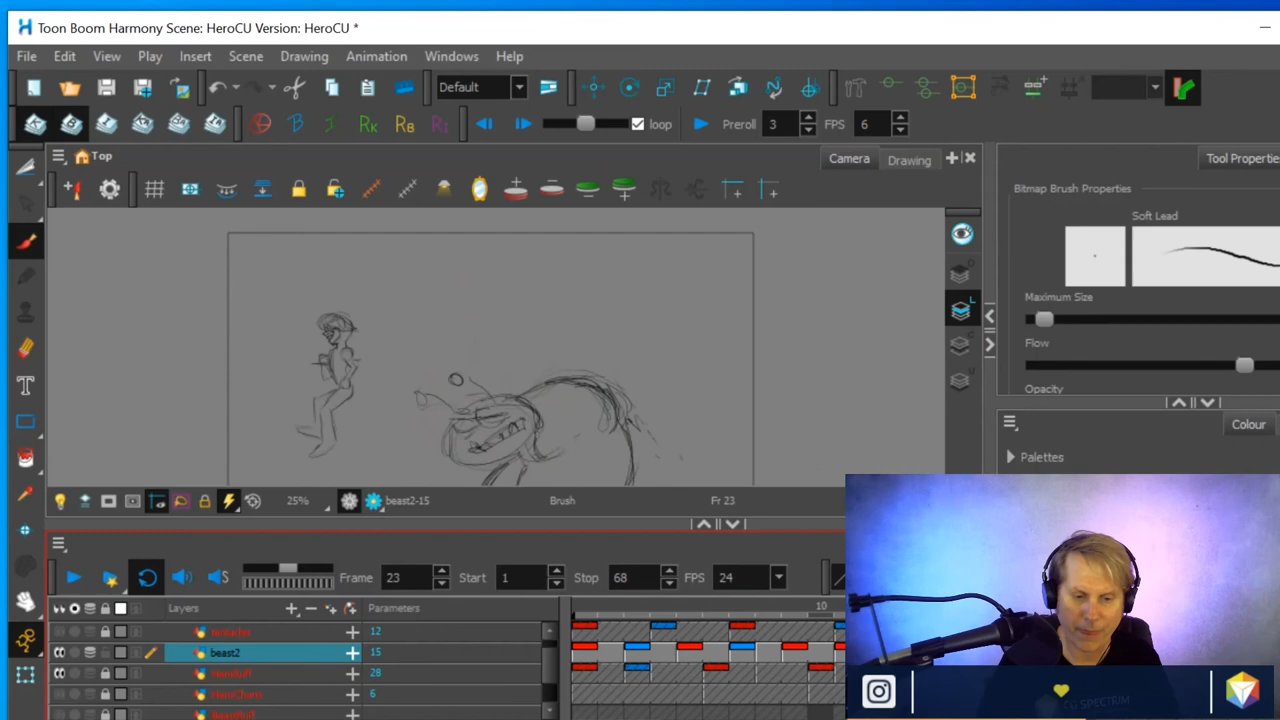 Toon Boom Harmony Scene: HeroCU Version: HeroCU *
File Edit View Play Insert Scene Drawing Animation Windows Help
Default
loop Preroll 3 FPS 6
Top Camera Drawing
Tool Properties
Bitmap Brush Properties
Soft Lead
Maximum Size
Flow
Opacity
Colour
Palettes
25% beast2-15 Brush Fr 23
Frame 23 Start 1 Stop 68 FPS 24
Layers Parameters 10
12
beast2 15
28
HeroCharis 6